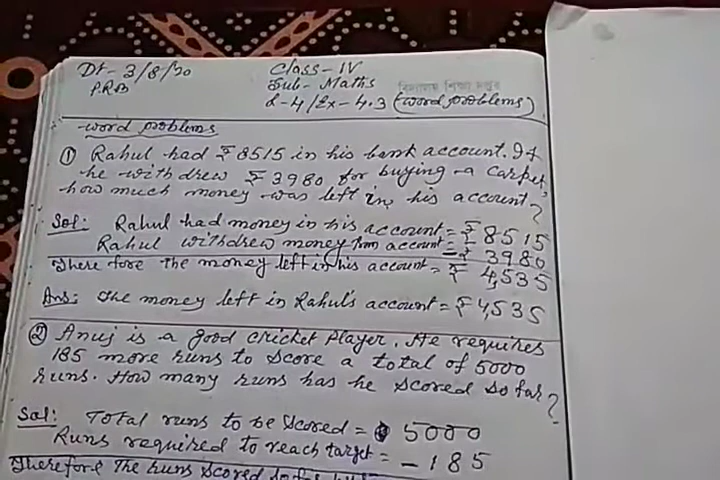 Dt- 3/8/20 Class-IV
P.R.B Sub- Maths
L-4/Ex-4.3 (word problems)
word problems
① Rahul had ₹8515 in his bank account. If
he withdrew ₹3980 for buying a carpet,
how much money was left in his account?
Sol: Rahul had money in his account = ₹8515
Rahul withdrew money from account = -₹3980
There fore the money left in his account = ₹4,535
Ans: The money left in Rahul's account = ₹4,535
② Anuj is a good cricket player. He requires
185 more runs to score a total of 5000
runs. How many runs has he scored so far?
Sol: Total runs to be scored = 5000
Runs required to reach target = -185
Therefore the runs scored so far